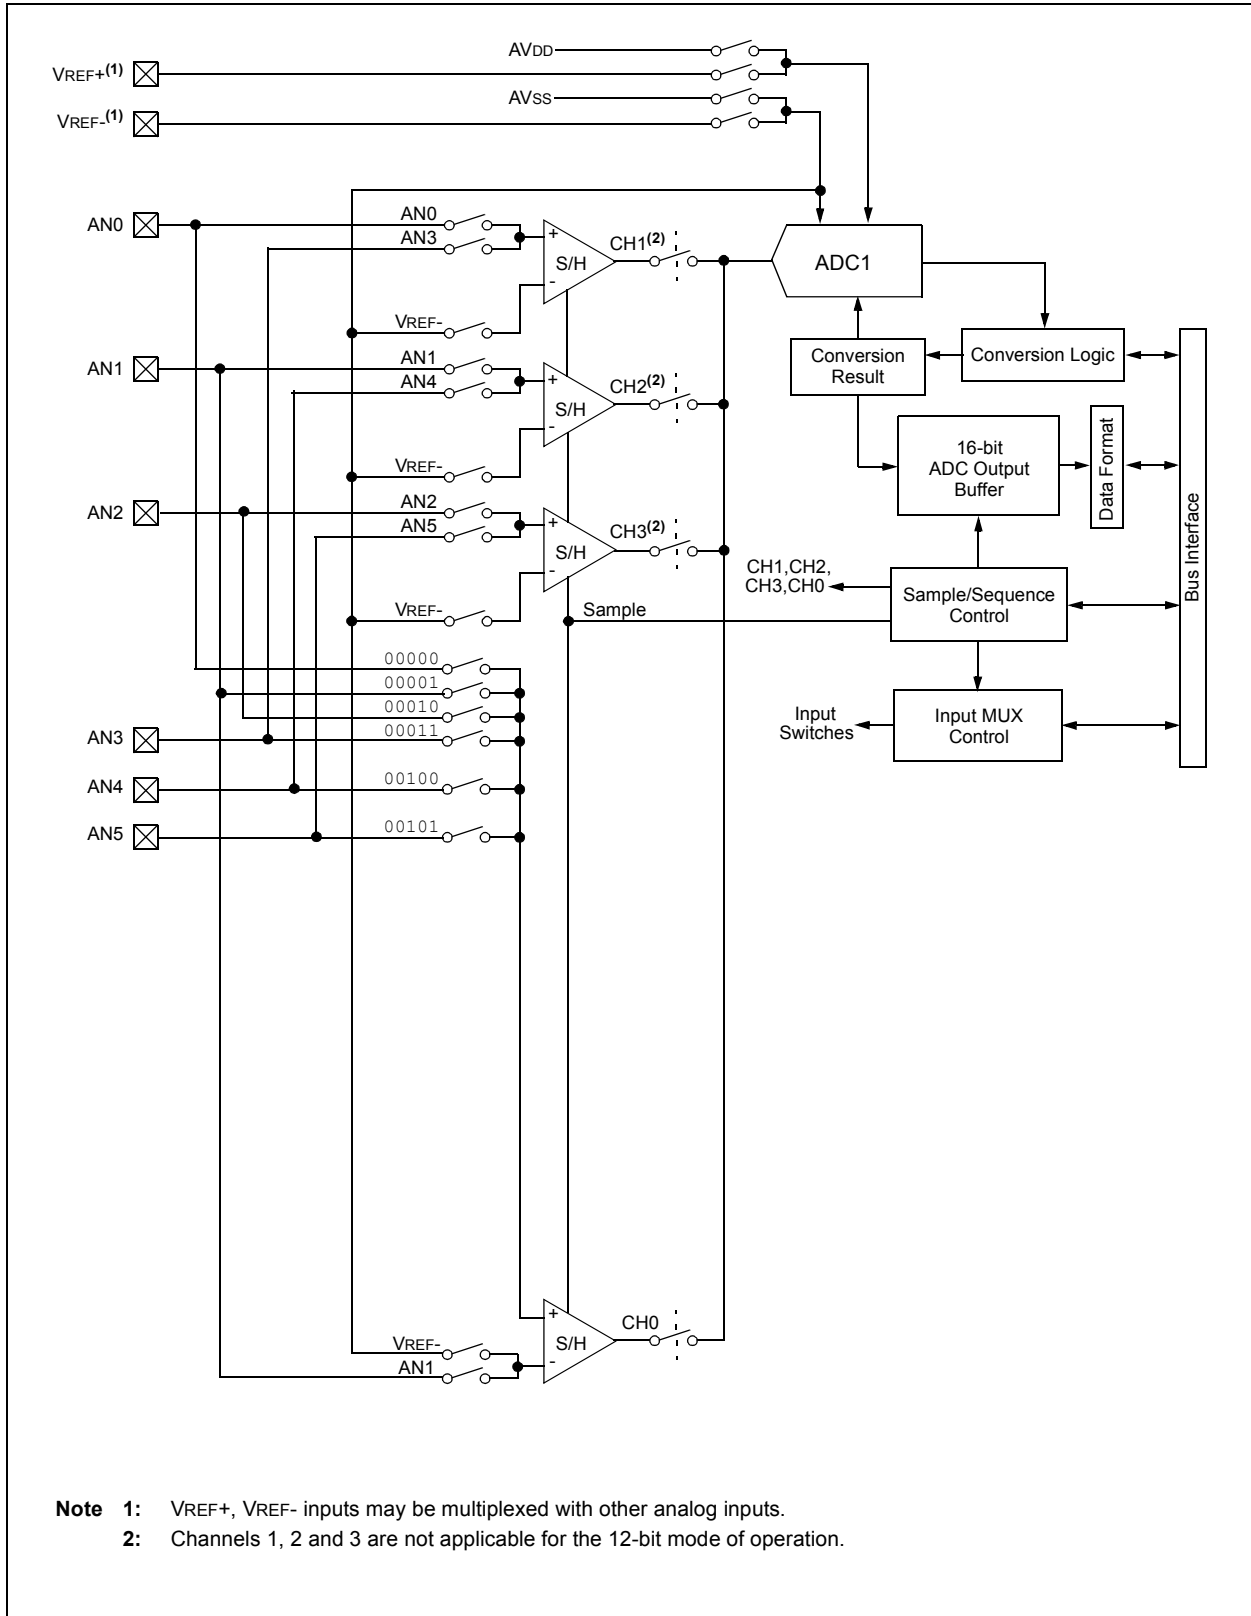 AVDD
VREF+(1)
AVSS
VREF-(1)
AN0
AN0
AN3
+
S/H
-
CH1(2)
ADC1
VREF-
Conversion
Result
Conversion Logic
AN1
AN1
AN4
+
S/H
-
CH2(2)
16-bit
ADC Output
Buffer
Data Format
Bus Interface
VREF-
AN2
AN2
AN5
+
S/H
-
CH3(2)
CH1,CH2,
CH3,CH0
Sample/Sequence
Control
VREF-
Sample
00000
00001
00010
AN3
00011
Input
Switches
Input MUX
Control
AN4
00100
AN5
00101
+
S/H
-
CH0
VREF-
AN1
Note 1: VREF+, VREF- inputs may be multiplexed with other analog inputs.
2: Channels 1, 2 and 3 are not applicable for the 12-bit mode of operation.